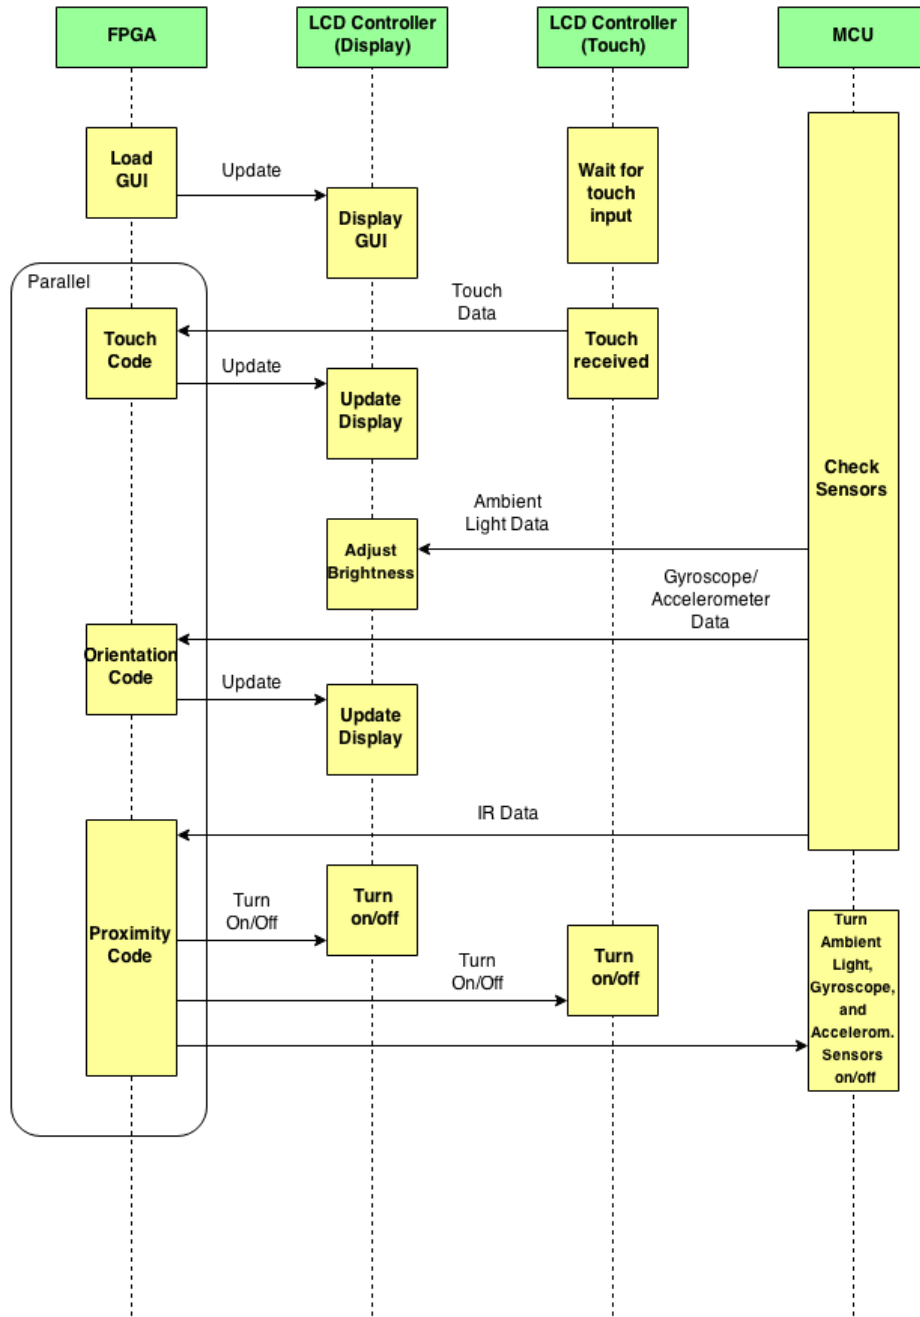 FPGA
LCD Controller
(Display)
LCD Controller
(Touch)
MCU
Load
GUI
Update
Display
GUI
Wait for
touch
input
Parallel
Touch
Data
Touch
Code
Touch
received
Update
Update
Display
Check
Sensors
Ambient
Light Data
Adjust
Brightness
Gyroscope/
Accelerometer
Data
Orientation
Code
Update
Update
Display
IR Data
Proximity
Code
Turn
On/Off
Turn
on/off
Turn
On/Off
Turn
on/off
Turn
Ambient
Light,
Gyroscope,
and
Accelerom.
Sensors
on/off